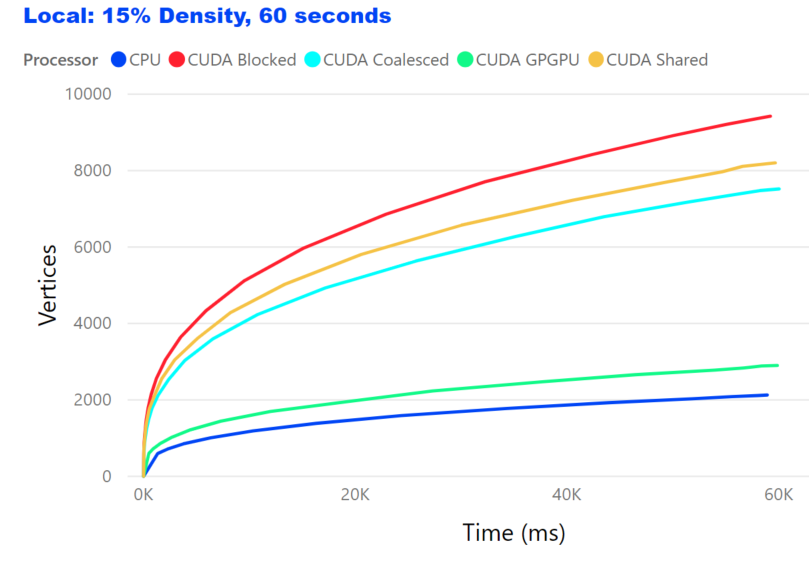 Local: 15% Density, 60 seconds
Processor CPU CUDA Blocked CUDA Coalesced CUDA GPGPU CUDA Shared
10000
8000
6000
4000
2000
0
Vertices
0K 20K 40K 60K
Time (ms)